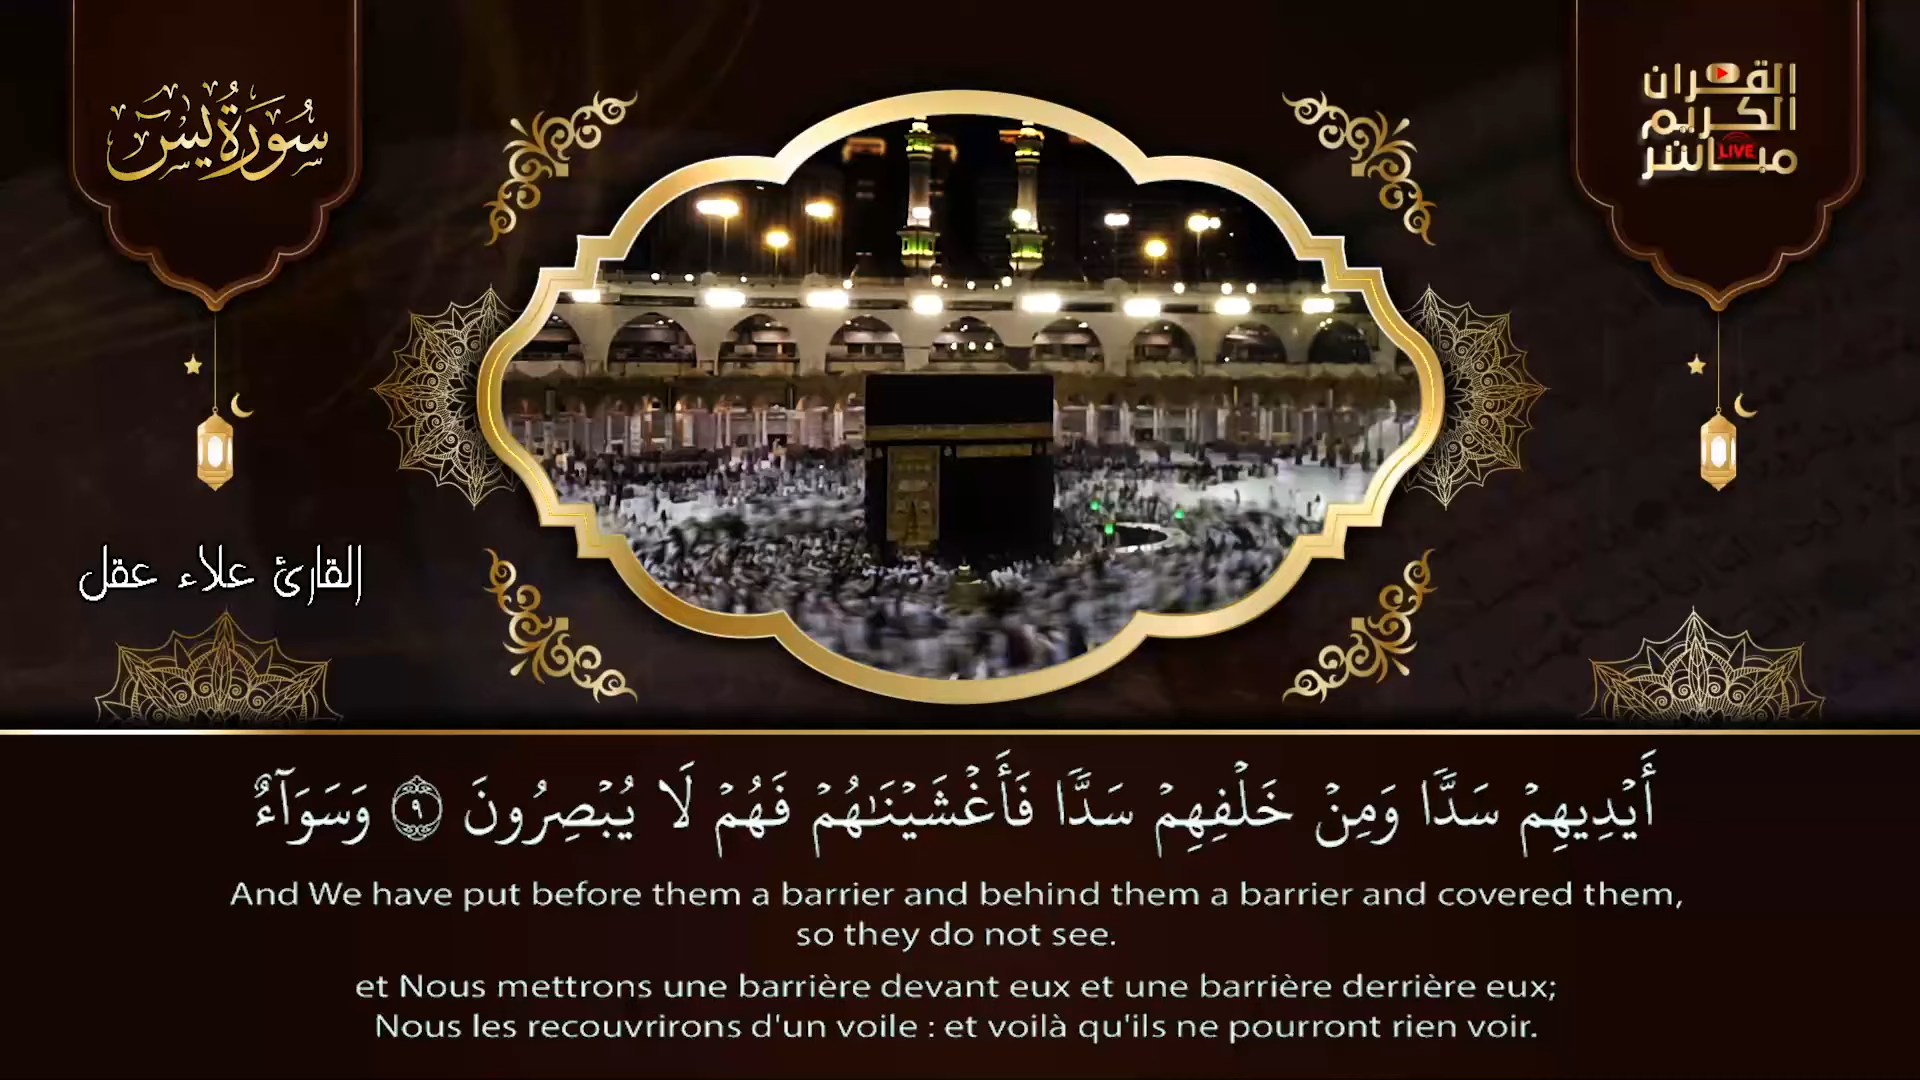 سُورَةُ يسٓ
القرآن
الكريم
مباشر
LIVE
القارئ علاء عقل
أَيۡدِيهِمۡ سَدّٗا وَمِنۡ خَلۡفِهِمۡ سَدّٗا فَأَغۡشَيۡنَٰهُمۡ فَهُمۡ لَا يُبۡصِرُونَ ٩ وَسَوَآءٌ
And We have put before them a barrier and behind them a barrier and covered them,
so they do not see.
et Nous mettrons une barrière devant eux et une barrière derrière eux;
Nous les recouvrirons d'un voile : et voilà qu'ils ne pourront rien voir.